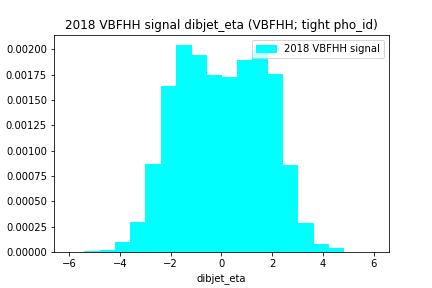 2018 VBFHH signal dibjet_eta (VBFHH; tight pho_id)
2018 VBFHH signal
0.00200
0.00175
0.00150
0.00125
0.00100
0.00075
0.00050
0.00025
0.00000
−6 −4 −2 0 2 4 6
dibjet_eta